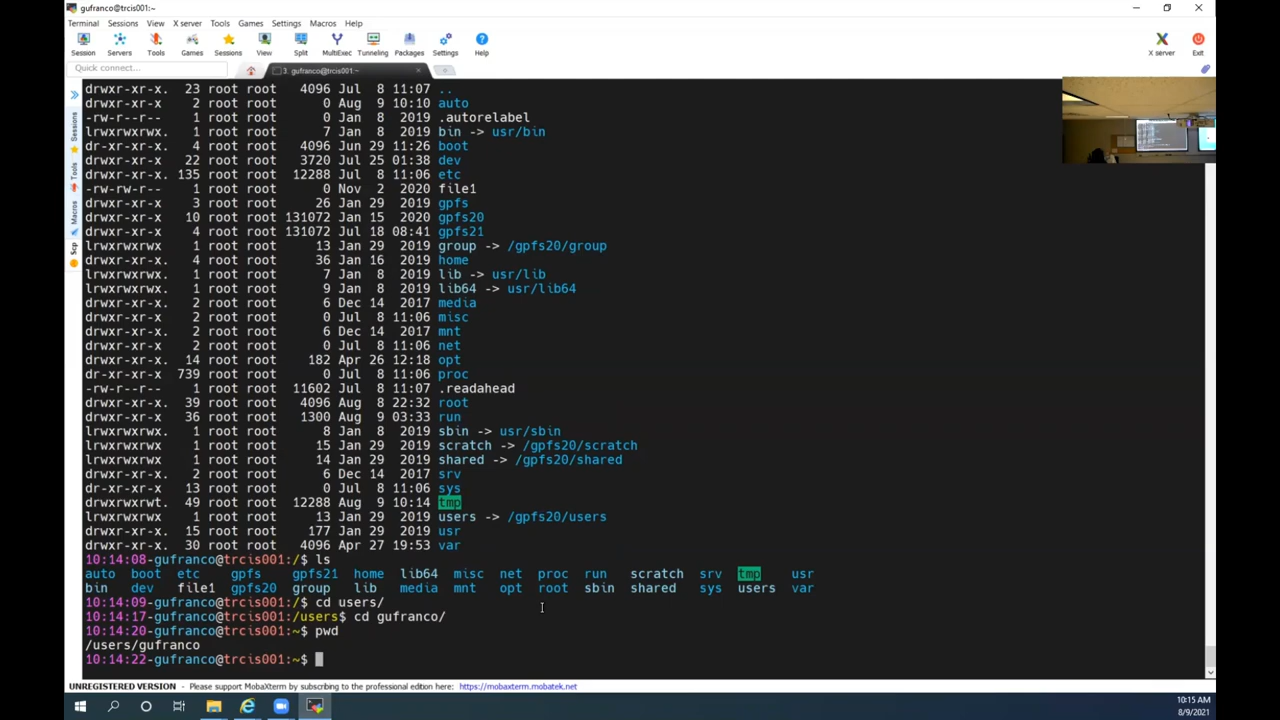 gufranco@trcis001:~
Terminal Sessions View X server Tools Games Settings Macros Help
Session Servers Tools Games Sessions View Split MultiExec Tunneling Packages Settings Help X server Exit
Quick connect...
3. gufranco@trcis001:~
Sessions
Tools
Macros
Scp
drwxr-xr-x. 23 root root 4096 Jul 8 11:07 ..
drwxr-xr-x 2 root root 0 Aug 9 10:10 auto
-rw-r--r-- 1 root root 0 Jan 8 2019 .autorelabel
lrwxrwxrwx. 1 root root 7 Jan 8 2019 bin -> usr/bin
dr-xr-xr-x. 4 root root 4096 Jun 29 11:26 boot
drwxr-xr-x 22 root root 3720 Jul 25 01:38 dev
drwxr-xr-x. 135 root root 12288 Jul 8 11:06 etc
-rw-rw-r-- 1 root root 0 Nov 2 2020 file1
drwxr-xr-x 3 root root 26 Jan 29 2019 gpfs
drwxr-xr-x 10 root root 131072 Jan 15 2020 gpfs20
drwxr-xr-x 4 root root 131072 Jul 18 08:41 gpfs21
lrwxrwxrwx 1 root root 13 Jan 29 2019 group -> /gpfs20/group
drwxr-xr-x. 4 root root 36 Jan 16 2019 home
lrwxrwxrwx. 1 root root 7 Jan 8 2019 lib -> usr/lib
lrwxrwxrwx. 1 root root 9 Jan 8 2019 lib64 -> usr/lib64
drwxr-xr-x. 2 root root 6 Dec 14 2017 media
drwxr-xr-x 2 root root 0 Jul 8 11:06 misc
drwxr-xr-x. 2 root root 6 Dec 14 2017 mnt
drwxr-xr-x 2 root root 0 Jul 8 11:06 net
drwxr-xr-x. 14 root root 182 Apr 26 12:18 opt
dr-xr-xr-x 739 root root 0 Jul 8 11:06 proc
-rw-r--r-- 1 root root 11602 Jan 8 11:07 .readahead
drwxr-xr-x. 39 root root 4096 Aug 8 22:32 root
drwxr-xr-x 36 root root 1300 Aug 9 03:33 run
lrwxrwxrwx. 1 root root 8 Jan 8 2019 sbin -> usr/sbin
lrwxrwxrwx 1 root root 15 Jan 29 2019 scratch -> /gpfs20/scratch
lrwxrwxrwx 1 root root 14 Jan 29 2019 shared -> /gpfs20/shared
drwxr-xr-x. 2 root root 6 Dec 14 2017 srv
dr-xr-xr-x 13 root root 0 Jul 8 11:06 sys
drwxrwxrwt. 49 root root 12288 Aug 9 10:14 tmp
lrwxrwxrwx 1 root root 13 Jan 29 2019 users -> /gpfs20/users
drwxr-xr-x. 15 root root 177 Jan 29 2019 usr
drwxr-xr-x. 30 root root 4096 Apr 27 19:53 var
10:14:08-gufranco@trcis001:/$ ls
auto boot etc gpfs gpfs21 home lib64 misc net proc run scratch srv tmp usr
bin dev file1 gpfs20 group lib media mnt opt root sbin shared sys users var
10:14:09-gufranco@trcis001:/$ cd users/
10:14:17-gufranco@trcis001:/users$ cd gufranco/
10:14:20-gufranco@trcis001:~$ pwd
/users/gufranco
10:14:22-gufranco@trcis001:~$
UNREGISTERED VERSION - Please support MobaXterm by subscribing to the professional edition here: https://mobaxterm.mobatek.net
10:15 AM
8/9/2021